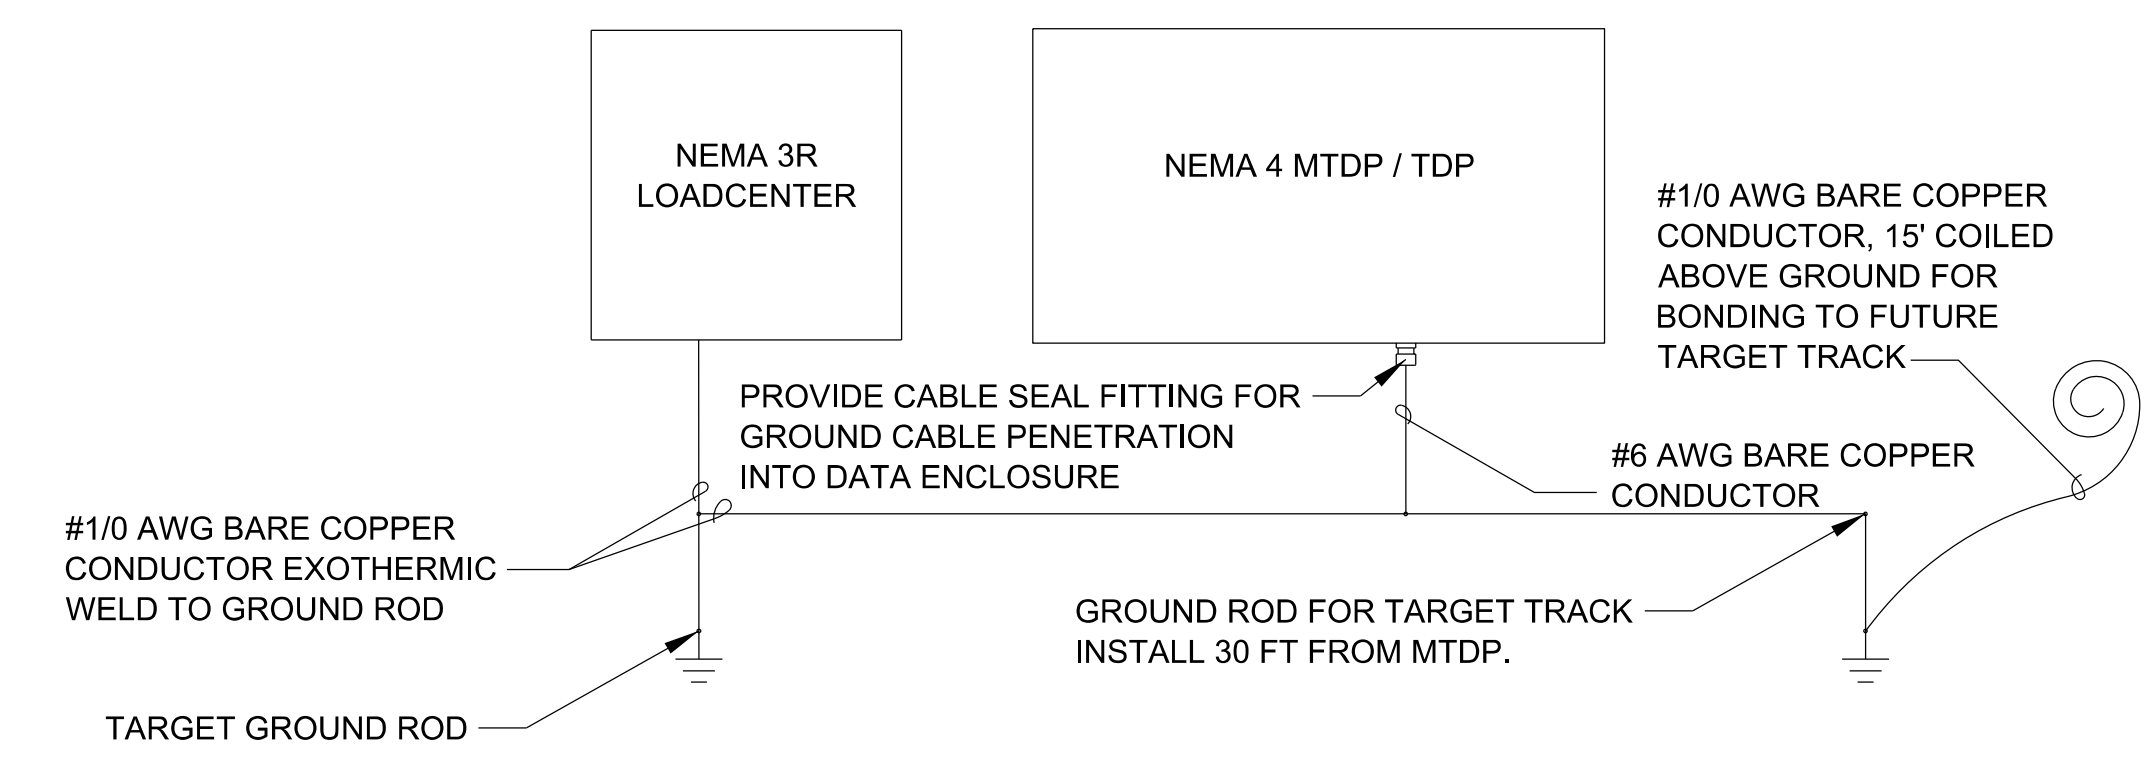 NEMA 3R
LOADCENTER
NEMA 4 MTDP / TDP
#1/0 AWG BARE COPPER
CONDUCTOR, 15' COILED
ABOVE GROUND FOR
BONDING TO FUTURE
TARGET TRACK
PROVIDE CABLE SEAL FITTING FOR
GROUND CABLE PENETRATION
INTO DATA ENCLOSURE
#6 AWG BARE COPPER
CONDUCTOR
#1/0 AWG BARE COPPER
CONDUCTOR EXOTHERMIC
WELD TO GROUND ROD
GROUND ROD FOR TARGET TRACK
INSTALL 30 FT FROM MTDP.
TARGET GROUND ROD